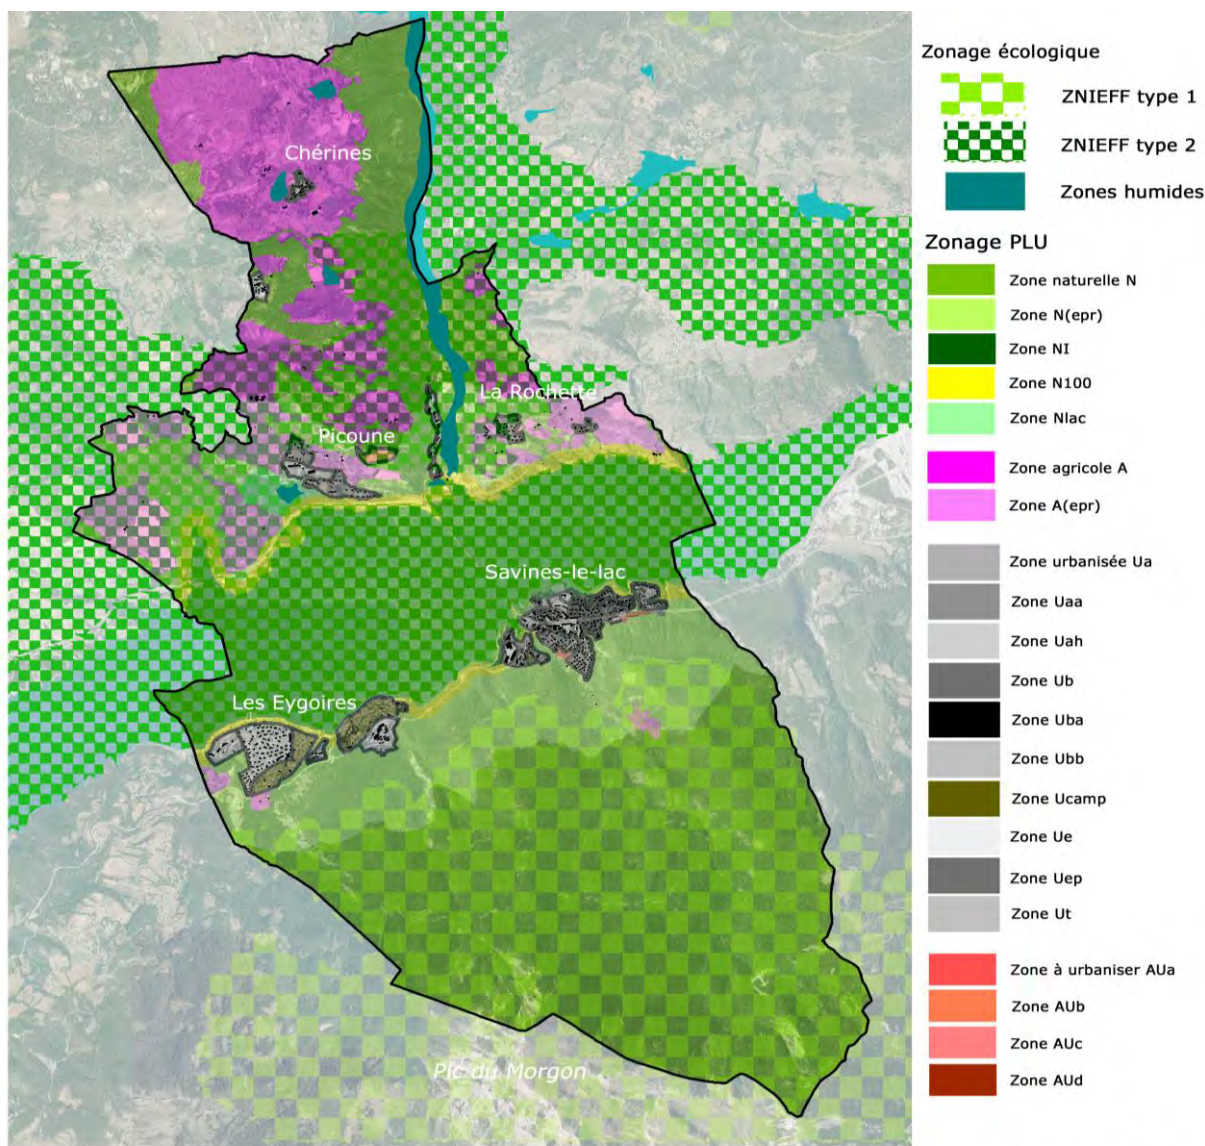 Chérines
La Rochette
Picoune
Savines-le-lac
Les Eygoires
Pic du Morgon
Zonage écologique
ZNIEFF type 1
ZNIEFF type 2
Zones humides
Zonage PLU
Zone naturelle N
Zone N(epr)
Zone NI
Zone N100
Zone Nlac
Zone agricole A
Zone A(epr)
Zone urbanisée Ua
Zone Uaa
Zone Uah
Zone Ub
Zone Uba
Zone Ubb
Zone Ucamp
Zone Ue
Zone Uep
Zone Ut
Zone à urbaniser AUa
Zone AUb
Zone AUc
Zone AUd